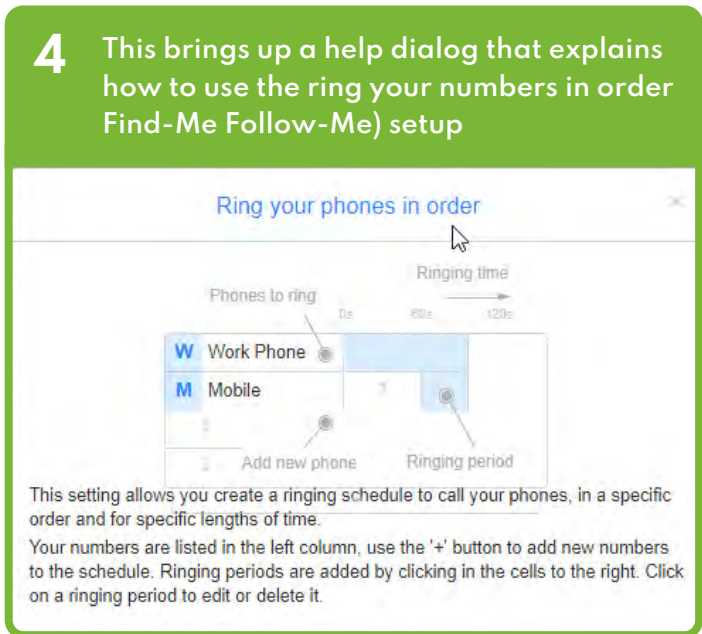 4 This brings up a help dialog that explains
how to use the ring your numbers in order
Find-Me Follow-Me) setup
Ring your phones in order
Ringing time
Phones to ring
0s 60s 120s
W Work Phone
M Mobile
Add new phone Ringing period
This setting allows you create a ringing schedule to call your phones, in a specific
order and for specific lengths of time.
Your numbers are listed in the left column, use the '+' button to add new numbers
to the schedule. Ringing periods are added by clicking in the cells to the right. Click
on a ringing period to edit or delete it.